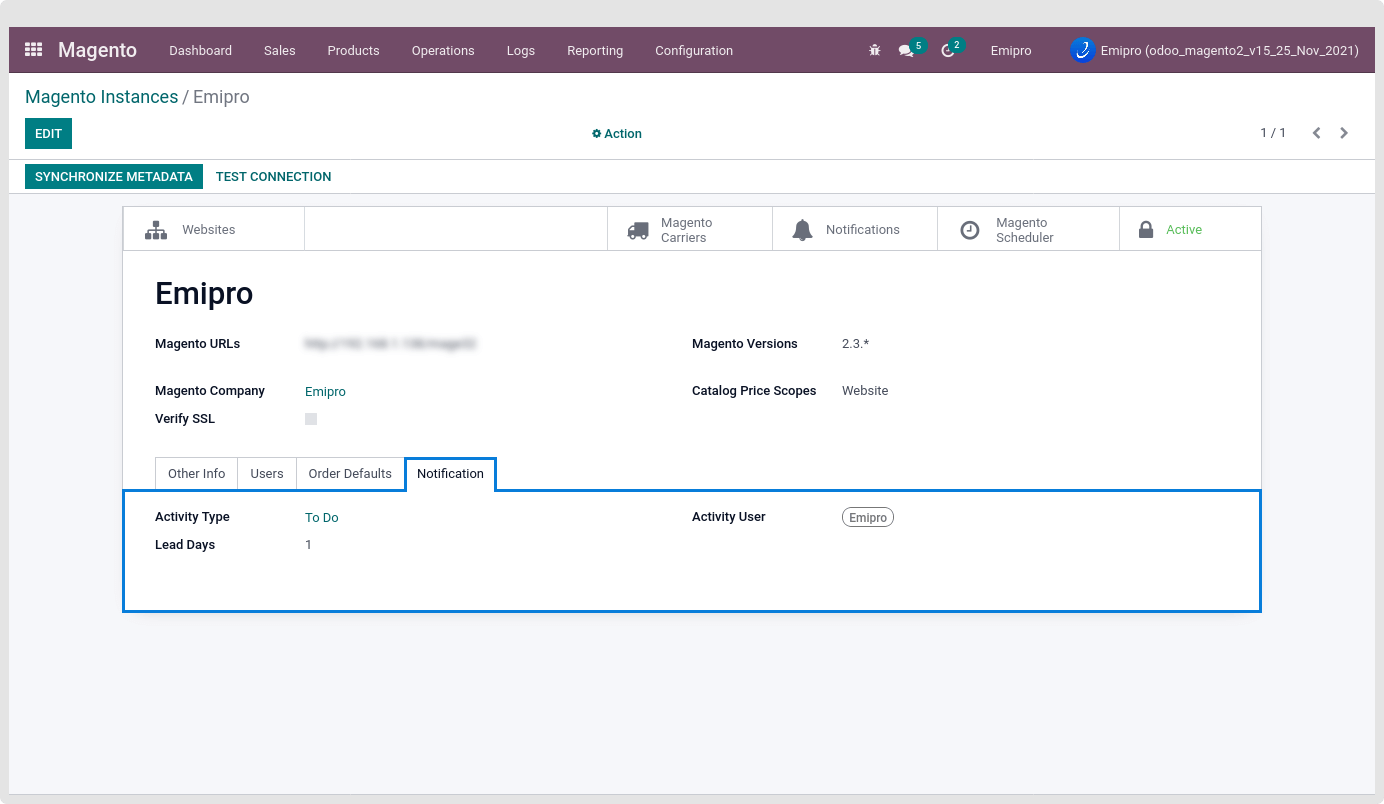 Magento Dashboard Sales Products Operations Logs Reporting Configuration 5 2 Emipro Emipro (odoo_magento2_v15_25_Nov_2021)
Magento Instances / Emipro
EDIT Action 1 / 1
SYNCHRONIZE METADATA TEST CONNECTION
Websites
Magento
Carriers
Notifications
Magento
Scheduler
Active
Emipro
Magento URLs
Magento Versions 2.3.*
Magento Company Emipro
Catalog Price Scopes Website
Verify SSL
Other Info Users Order Defaults Notification
Activity Type To Do
Activity User Emipro
Lead Days 1